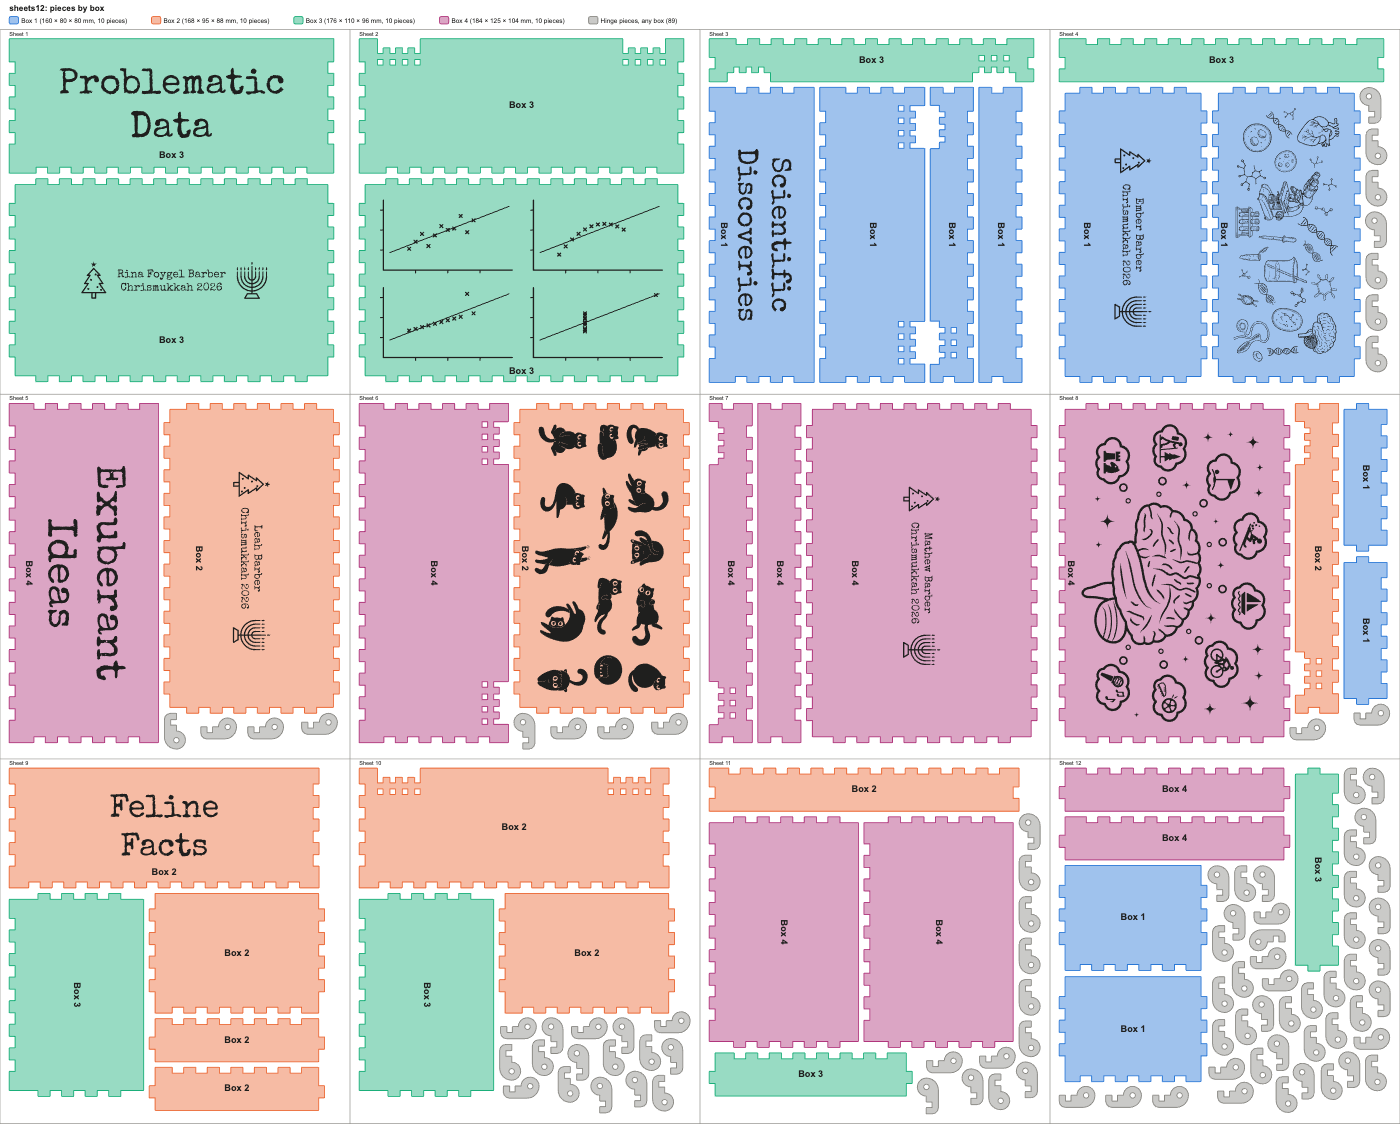 sheets12: pieces by box
Box 1 (160 × 80 × 80 mm, 10 pieces)
Box 2 (168 × 95 × 88 mm, 10 pieces)
Box 3 (176 × 110 × 96 mm, 10 pieces)
Box 4 (184 × 125 × 104 mm, 10 pieces)
Hinge pieces, any box (89)
Sheet 1
Problematic
Data
Box 3
Rina Foygel Barber
Chrismukkah 2026
Box 3
Sheet 2
Box 3
Box 3
Sheet 3
Box 3
Scientific
Discoveries
Box 1
Box 1
Box 1
Box 1
Sheet 4
Box 3
Ember Barber
Chrismukkah 2026
Box 1
Box 1
Sheet 5
Exuberant
Ideas
Box 4
Leah Barber
Chrismukkah 2026
Box 2
Sheet 6
Box 4
Box 2
Sheet 7
Box 4
Box 4
Mathew Barber
Chrismukkah 2026
Box 4
Sheet 8
Box 4
Box 2
Box 1
Box 1
Sheet 9
Feline
Facts
Box 2
Box 3
Box 2
Box 2
Box 2
Sheet 10
Box 2
Box 3
Box 2
Sheet 11
Box 2
Box 4
Box 4
Box 3
Sheet 12
Box 4
Box 4
Box 3
Box 1
Box 1